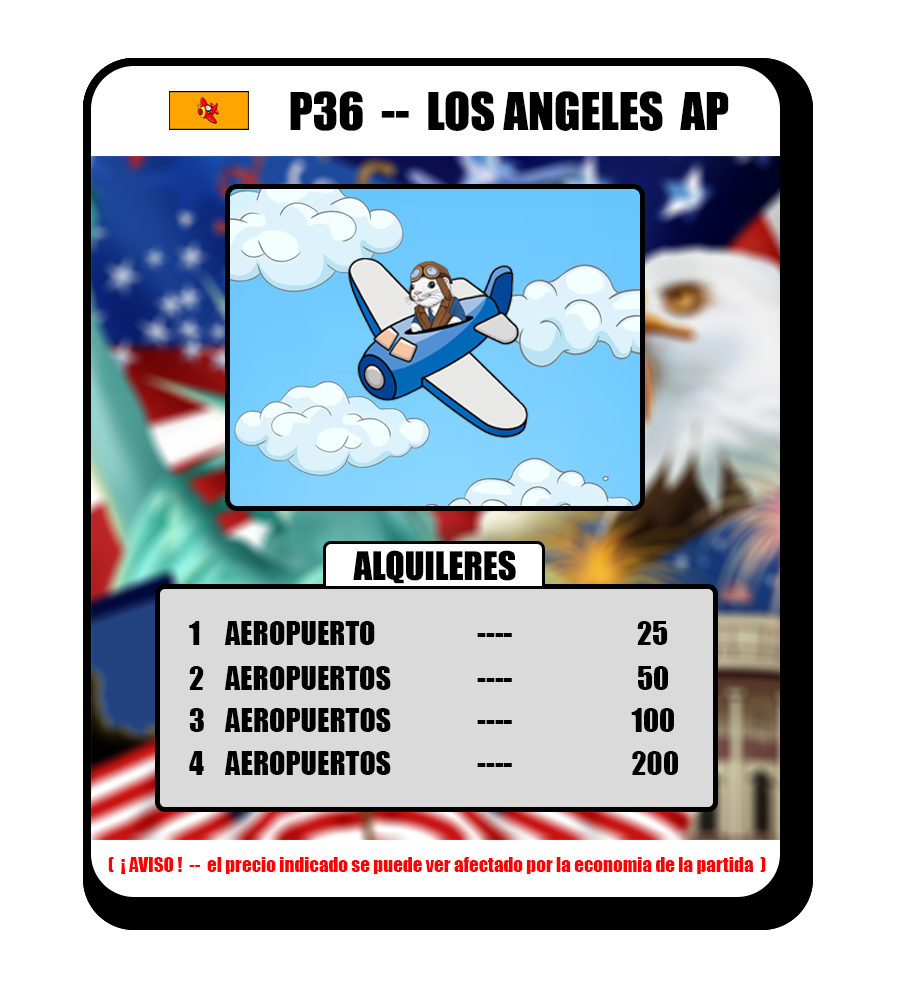 P36 -- LOS ANGELES AP
ALQUILERES
1 AEROPUERTO ---- 25
2 AEROPUERTOS ---- 50
3 AEROPUERTOS ---- 100
4 AEROPUERTOS ---- 200
( ¡ AVISO ! -- el precio indicado se puede ver afectado por la economia de la partida )